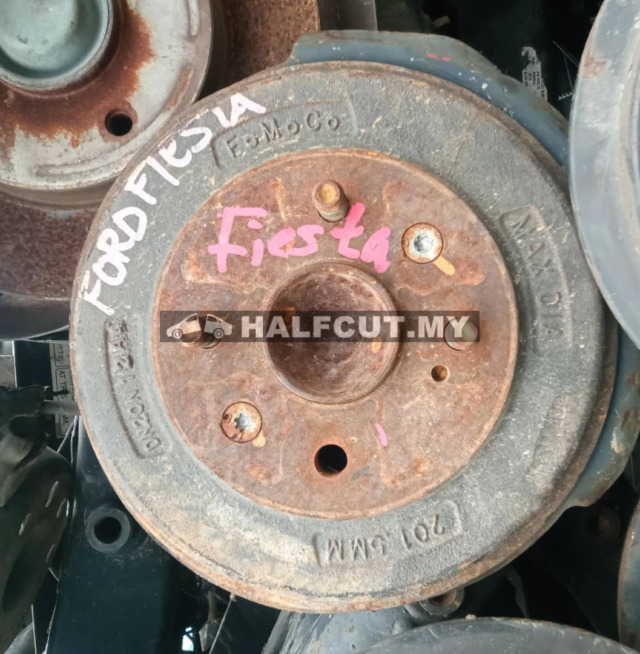 FORD FIESTA
FoMoCo
Fiesta
MAX DIA
HALFCUT.MY
201.5MM